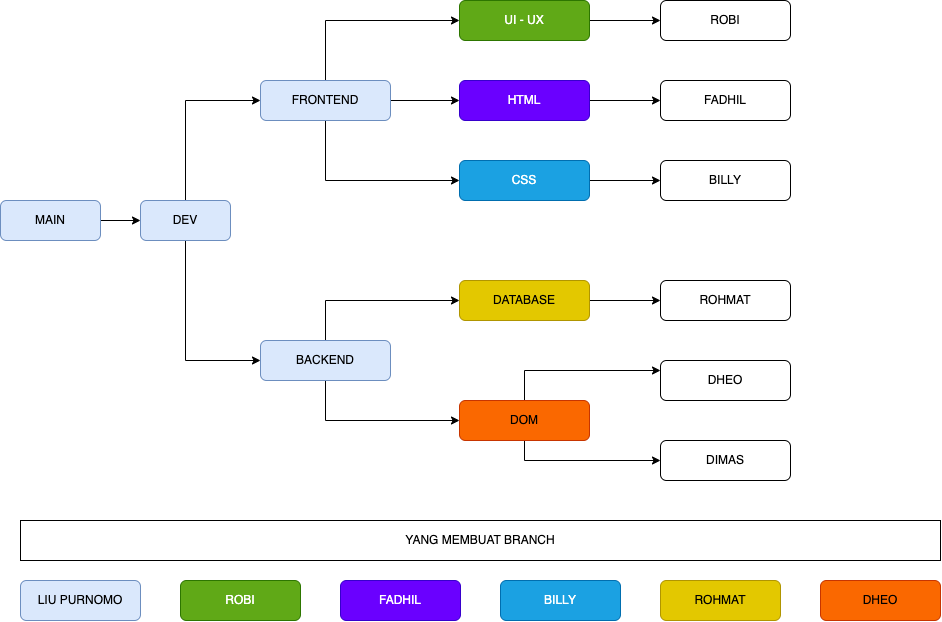 UI - UX
ROBI
FRONTEND
HTML
FADHIL
CSS
BILLY
MAIN
DEV
DATABASE
ROHMAT
BACKEND
DHEO
DOM
DIMAS
YANG MEMBUAT BRANCH
LIU PURNOMO
ROBI
FADHIL
BILLY
ROHMAT
DHEO